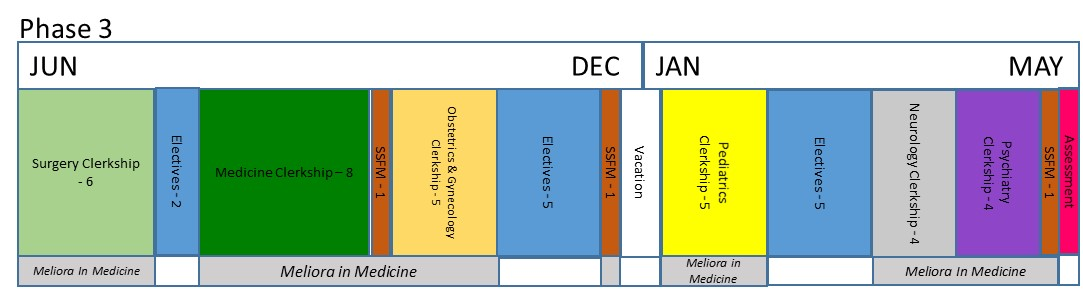 Phase 3
JUN
DEC
JAN
MAY
Surgery Clerkship
- 6
Electives - 2
Medicine Clerkship – 8
SSFM - 1
Obstetrics & Gynecology
Clerkship - 5
Electives - 5
SSFM - 1
Vacation
Pediatrics
Clerkship - 5
Electives - 5
Neurology Clerkship - 4
Psychiatry
Clerkship - 4
SSFM - 1
Assessment
Meliora In Medicine
Meliora in Medicine
Meliora in
Medicine
Meliora In Medicine